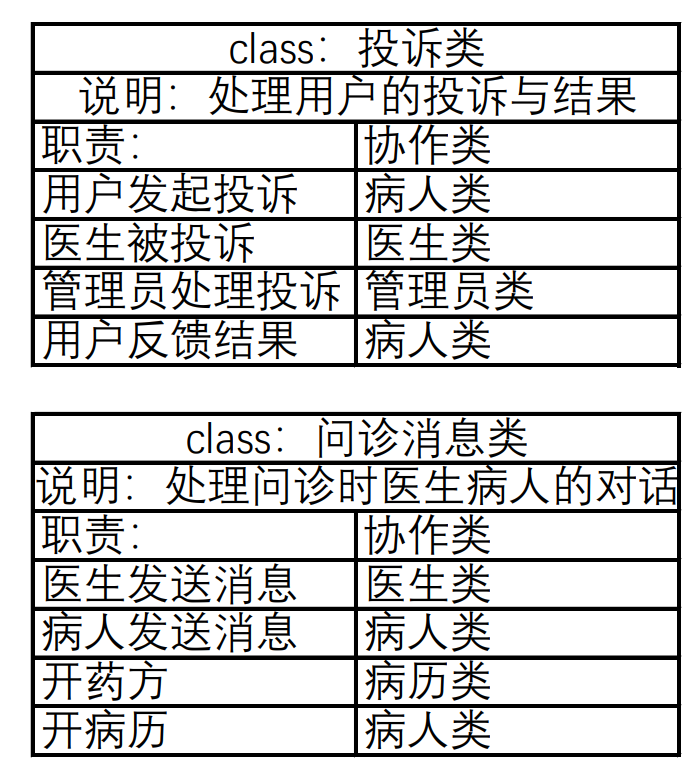 class：投诉类
说明：处理用户的投诉与结果
职责： 协作类
用户发起投诉 病人类
医生被投诉 医生类
管理员处理投诉 管理员类
用户反馈结果 病人类
class：问诊消息类
说明：处理问诊时医生病人的对话
职责： 协作类
医生发送消息 医生类
病人发送消息 病人类
开药方 病历类
开病历 病人类